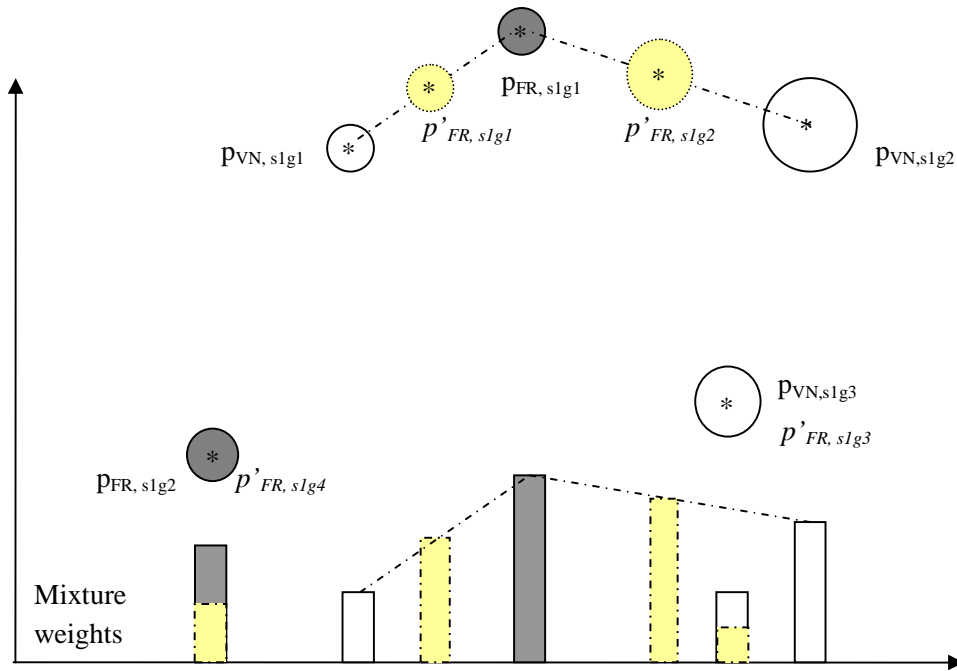 p_FR, s1g1
p'_FR, s1g1
p'_FR, s1g2
p_VN, s1g1
p_VN,s1g2
p_VN,s1g3
p'_FR, s1g3
p_FR, s1g2 p'_FR, s1g4
Mixture
weights